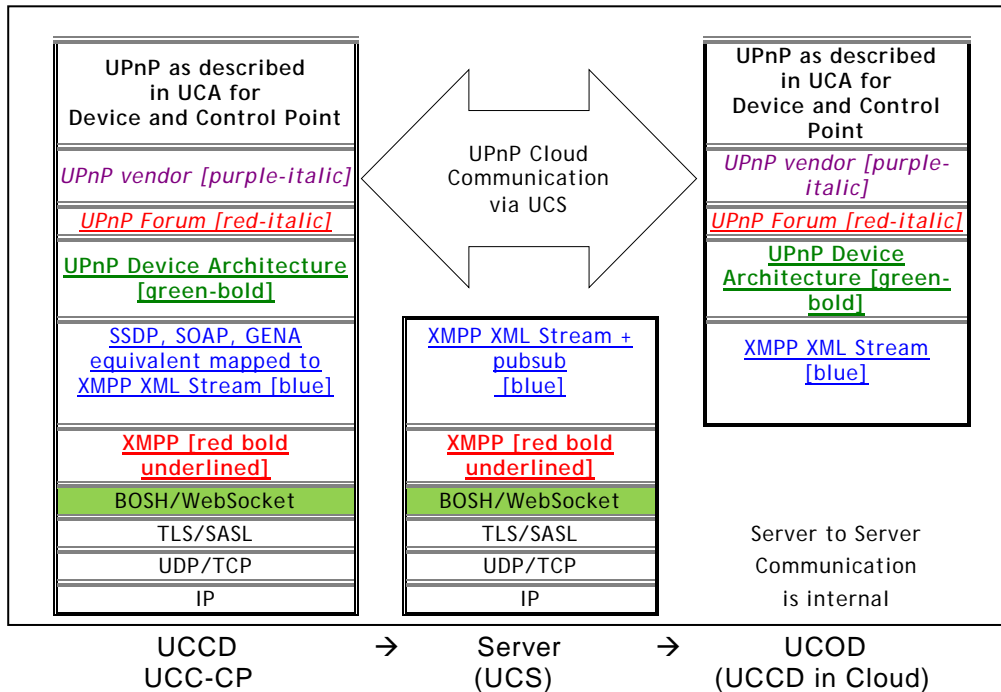 UPnP as described
in UCA for
Device and Control Point
UPnP vendor [purple-italic]
UPnP Forum [red-italic]
UPnP Device Architecture
[green-bold]
SSDP, SOAP, GENA
equivalent mapped to
XMPP XML Stream [blue]
XMPP [red bold
underlined]
BOSH/WebSocket
TLS/SASL
UDP/TCP
IP
UPnP Cloud
Communication
via UCS
XMPP XML Stream +
pubsub
[blue]
XMPP [red bold
underlined]
BOSH/WebSocket
TLS/SASL
UDP/TCP
IP
UPnP as described
in UCA for
Device and Control
Point
UPnP vendor [purple-
italic]
UPnP Forum [red-italic]
UPnP Device
Architecture [green-
bold]
XMPP XML Stream
[blue]
Server to Server
Communication
is internal
UCCD → Server → UCOD
UCC-CP (UCS) (UCCD in Cloud)